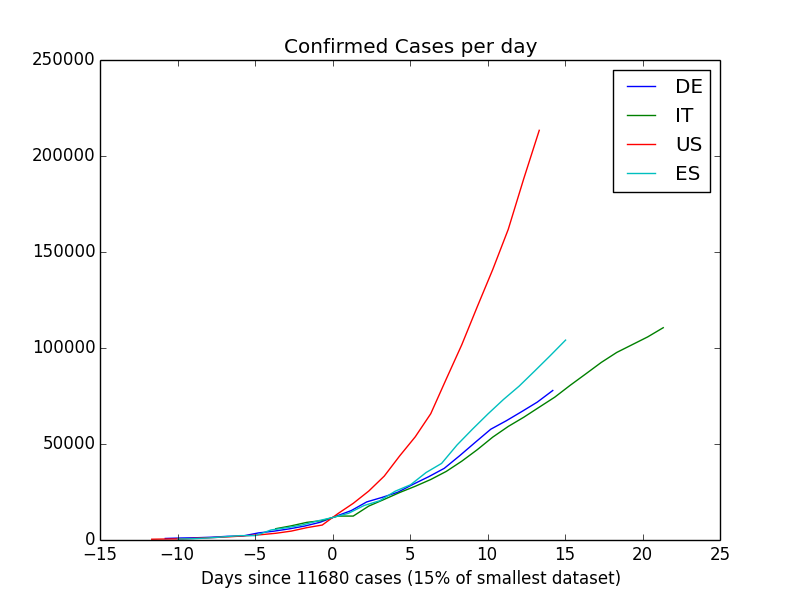 Confirmed Cases per day
250000
200000
150000
100000
50000
0
DE
IT
US
ES
−15 −10 −5 0 5 10 15 20 25
Days since 11680 cases (15% of smallest dataset)